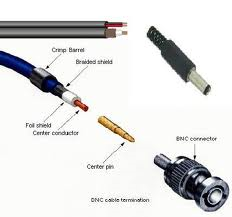 Crimp Barrel
Braided shield
Foil shield
Center conductor
BNC connector
Center pin
BNC cable termination